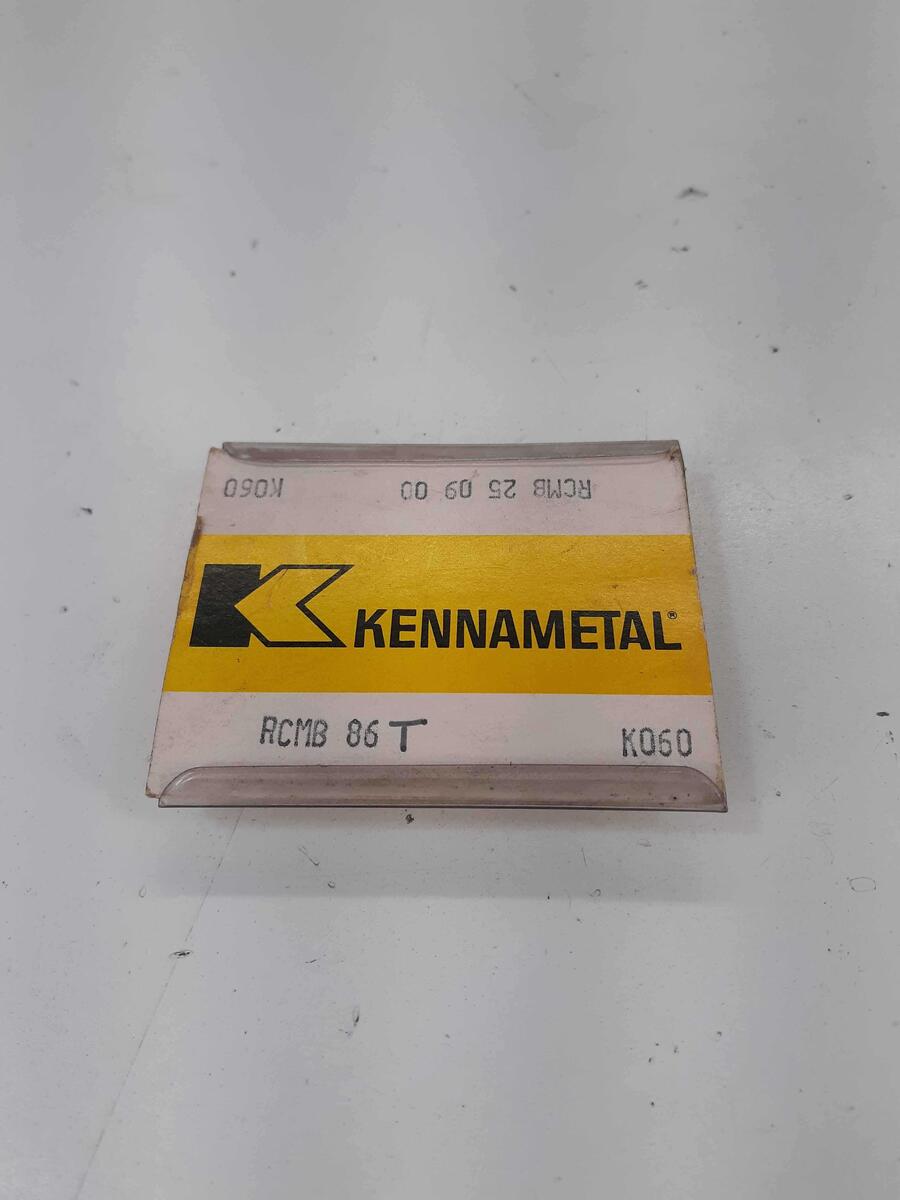 RCMB 25 09 00 K060
KENNAMETAL®
RCMB 86 T K060